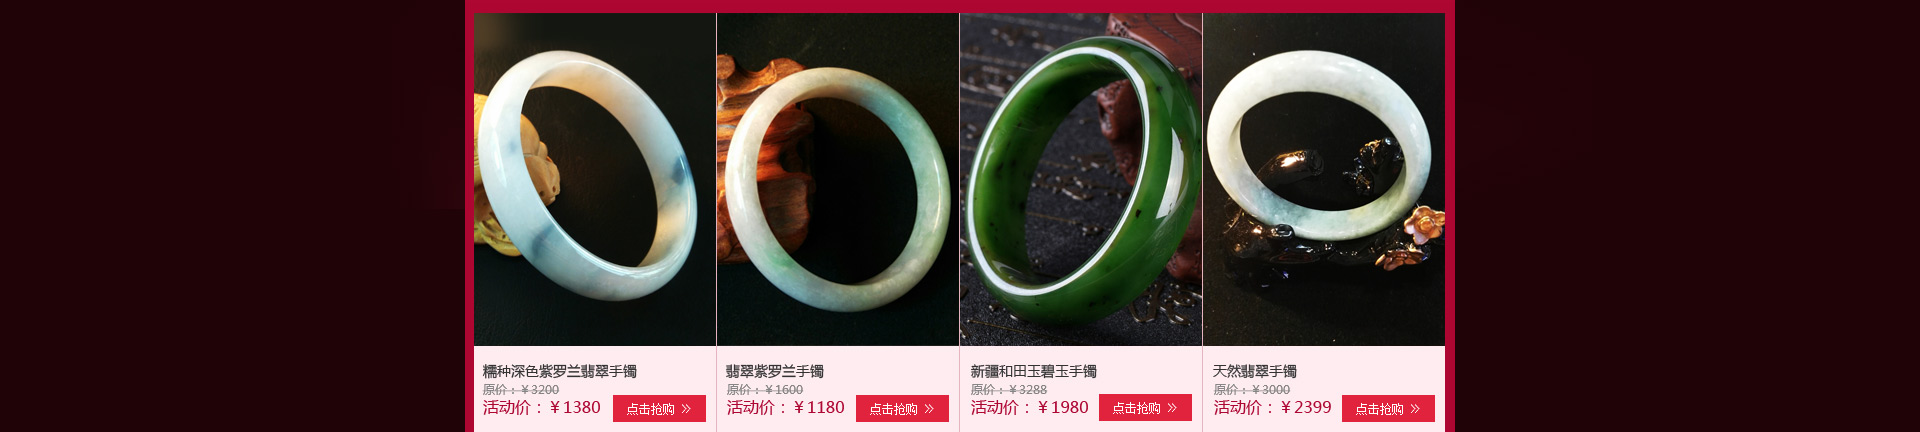 糯种深色紫罗兰翡翠手镯
原价：￥3200
活动价：￥1380
点击抢购 »
翡翠紫罗兰手镯
原价：￥1600
活动价：￥1180
点击抢购 »
新疆和田玉碧玉手镯
原价：￥3288
活动价：￥1980
点击抢购 »
天然翡翠手镯
原价：￥3000
活动价：￥2399
点击抢购 »